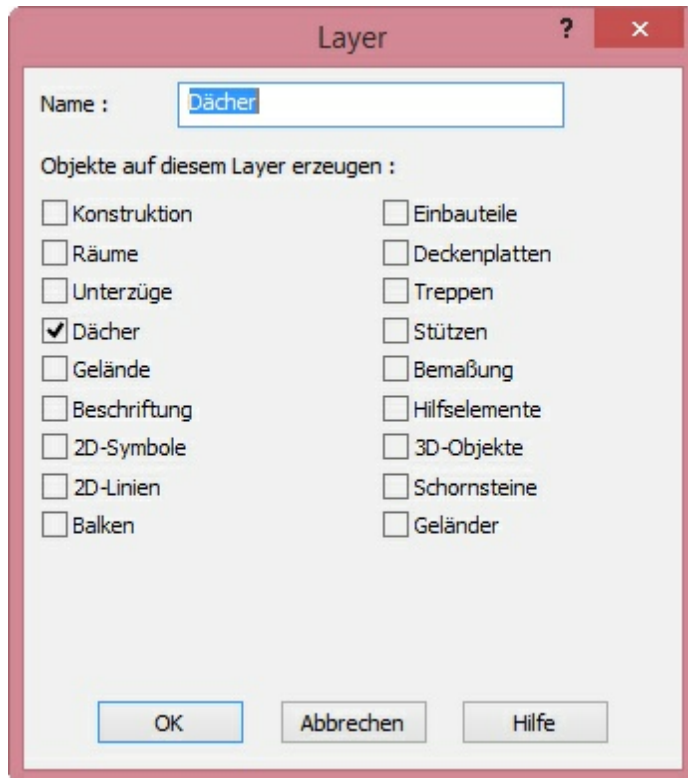 Layer ?
Name : Dächer
Objekte auf diesem Layer erzeugen :
Konstruktion Einbauteile
Räume Deckenplatten
Unterzüge Treppen
Dächer Stützen
Gelände Bemaßung
Beschriftung Hilfselemente
2D-Symbole 3D-Objekte
2D-Linien Schornsteine
Balken Geländer
OK Abbrechen Hilfe